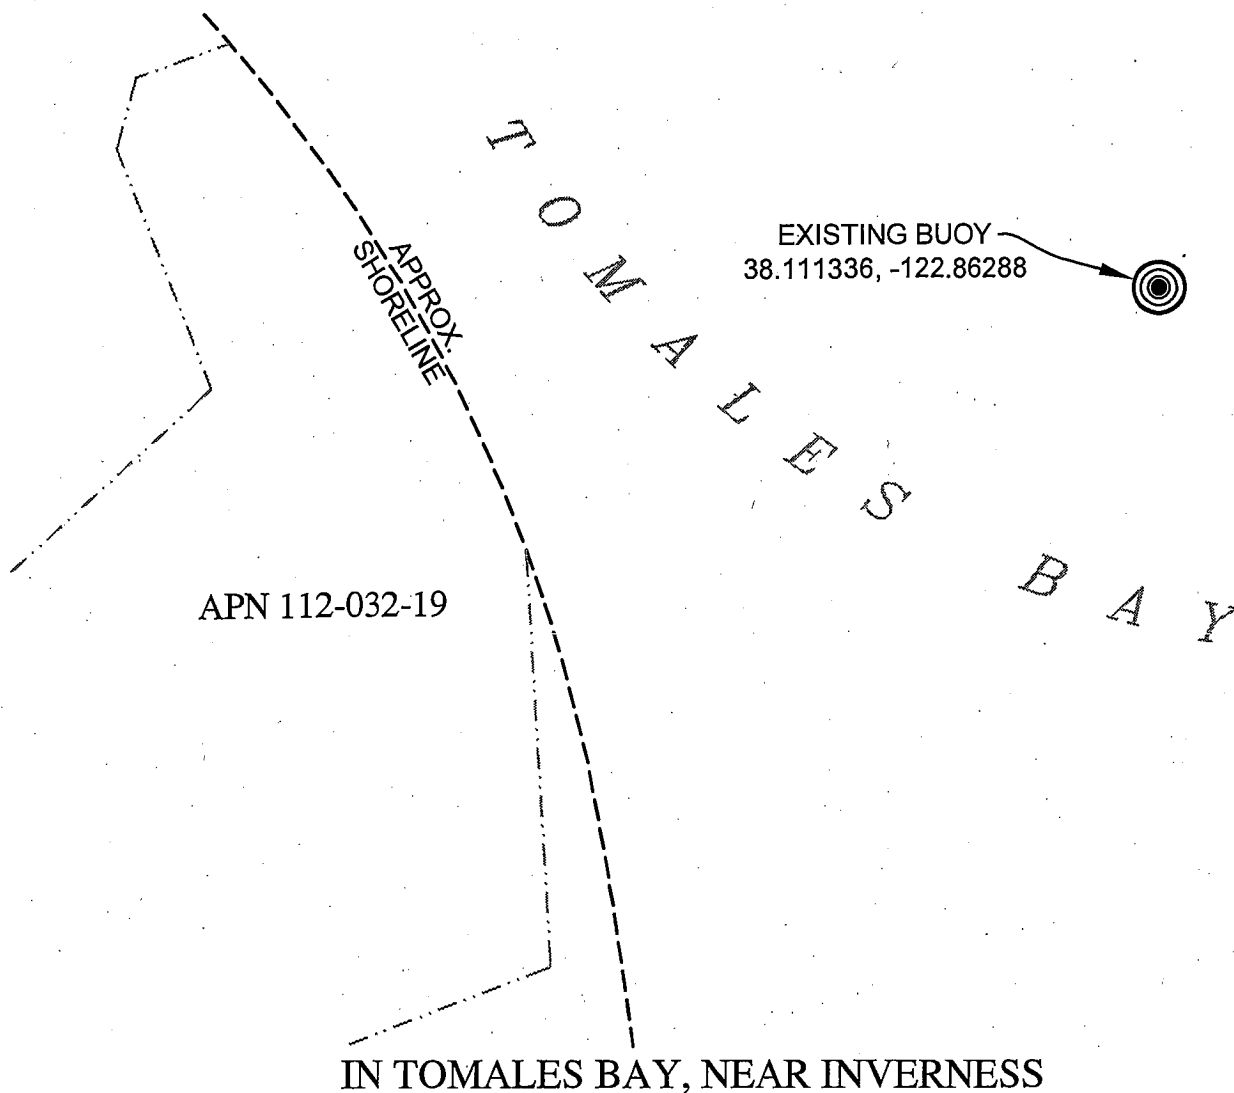 TOMALES BAY
EXISTING BUOY
38.111336, -122.86288
APPROX.
SHORELINE
APN 112-032-19
IN TOMALES BAY, NEAR INVERNESS